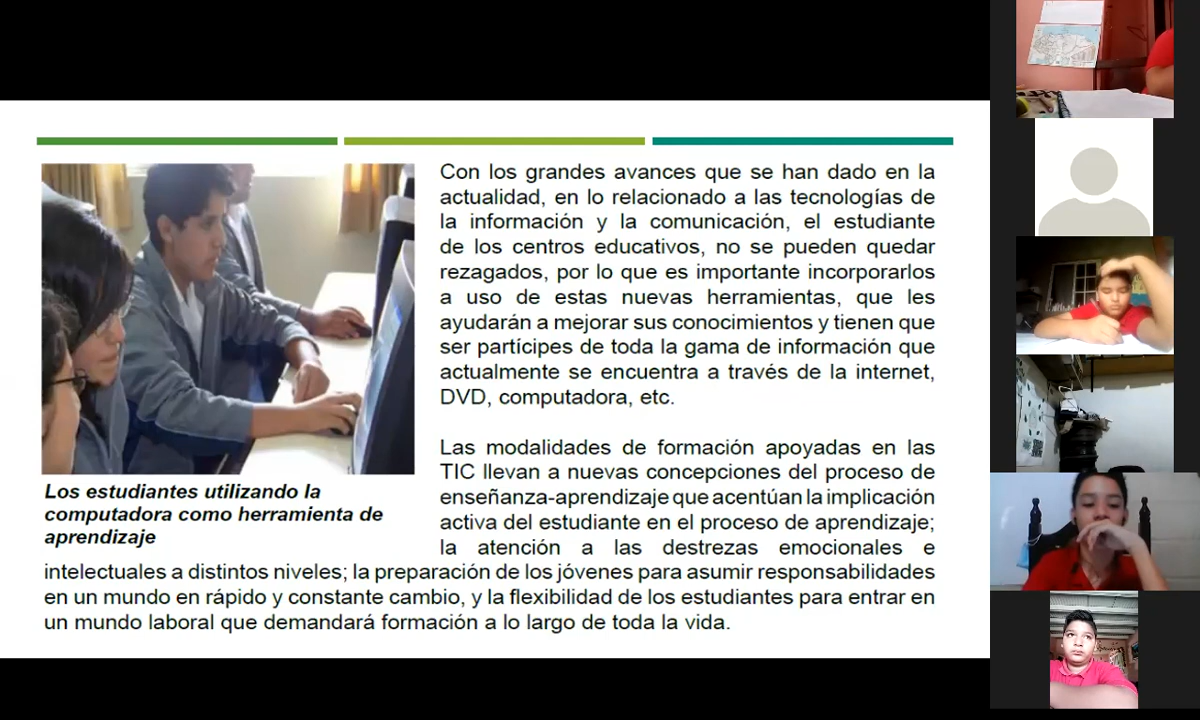 Con los grandes avances que se han dado en la
actualidad, en lo relacionado a las tecnologías de
la información y la comunicación, el estudiante
de los centros educativos, no se pueden quedar
rezagados, por lo que es importante incorporarlos
a uso de estas nuevas herramientas, que les
ayudarán a mejorar sus conocimientos y tienen que
ser partícipes de toda la gama de información que
actualmente se encuentra a través de la internet,
DVD, computadora, etc.
Las modalidades de formación apoyadas en las
TIC llevan a nuevas concepciones del proceso de
enseñanza-aprendizaje que acentúan la implicación
activa del estudiante en el proceso de aprendizaje;
la atención a las destrezas emocionales e
intelectuales a distintos niveles; la preparación de los jóvenes para asumir responsabilidades
en un mundo en rápido y constante cambio, y la flexibilidad de los estudiantes para entrar en
un mundo laboral que demandará formación a lo largo de toda la vida.
Los estudiantes utilizando la
computadora como herramienta de
aprendizaje